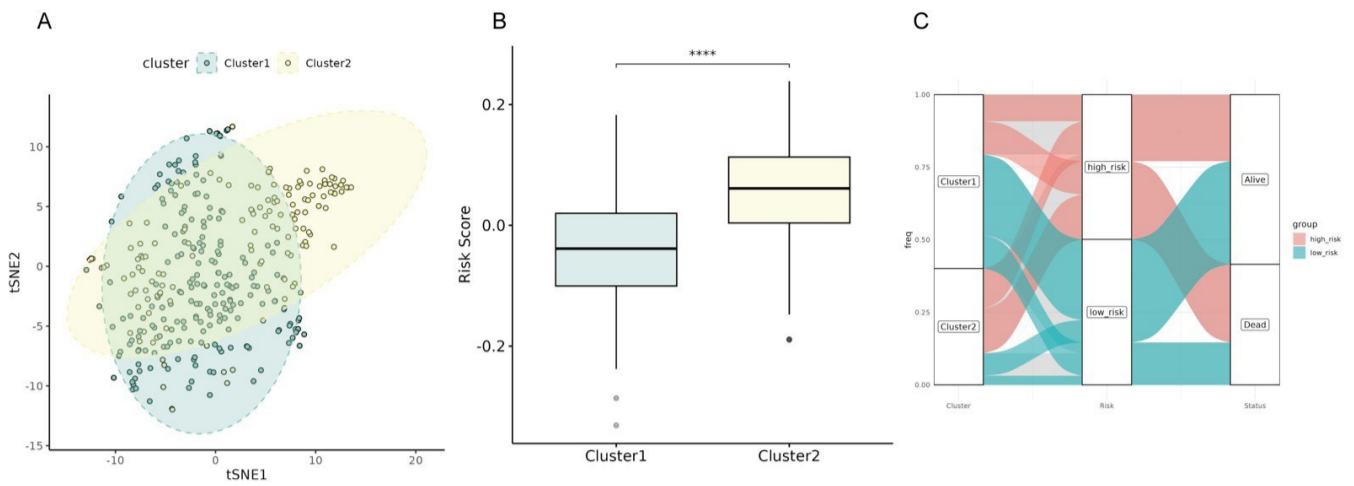 A
cluster Cluster1 Cluster2
tSNE2
10
5
0
-5
-10
-15
-10 0 10 20
tSNE1
B
****
Risk Score
0.2
0.0
-0.2
Cluster1 Cluster2
C
freq
1.00
0.75
0.50
0.25
0.00
Cluster1
Cluster2
high_risk
low_risk
Alive
Dead
Cluster Risk Status
group
high_risk
low_risk